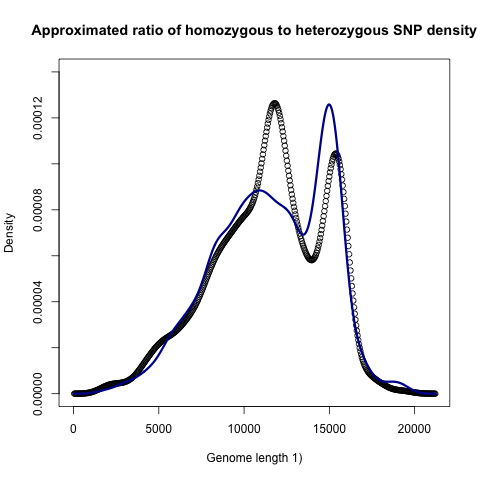 Approximated ratio of homozygous to heterozygous SNP density
0.00012
0.00008
0.00004
0.00000
Density
0 5000 10000 15000 20000
Genome length 1)